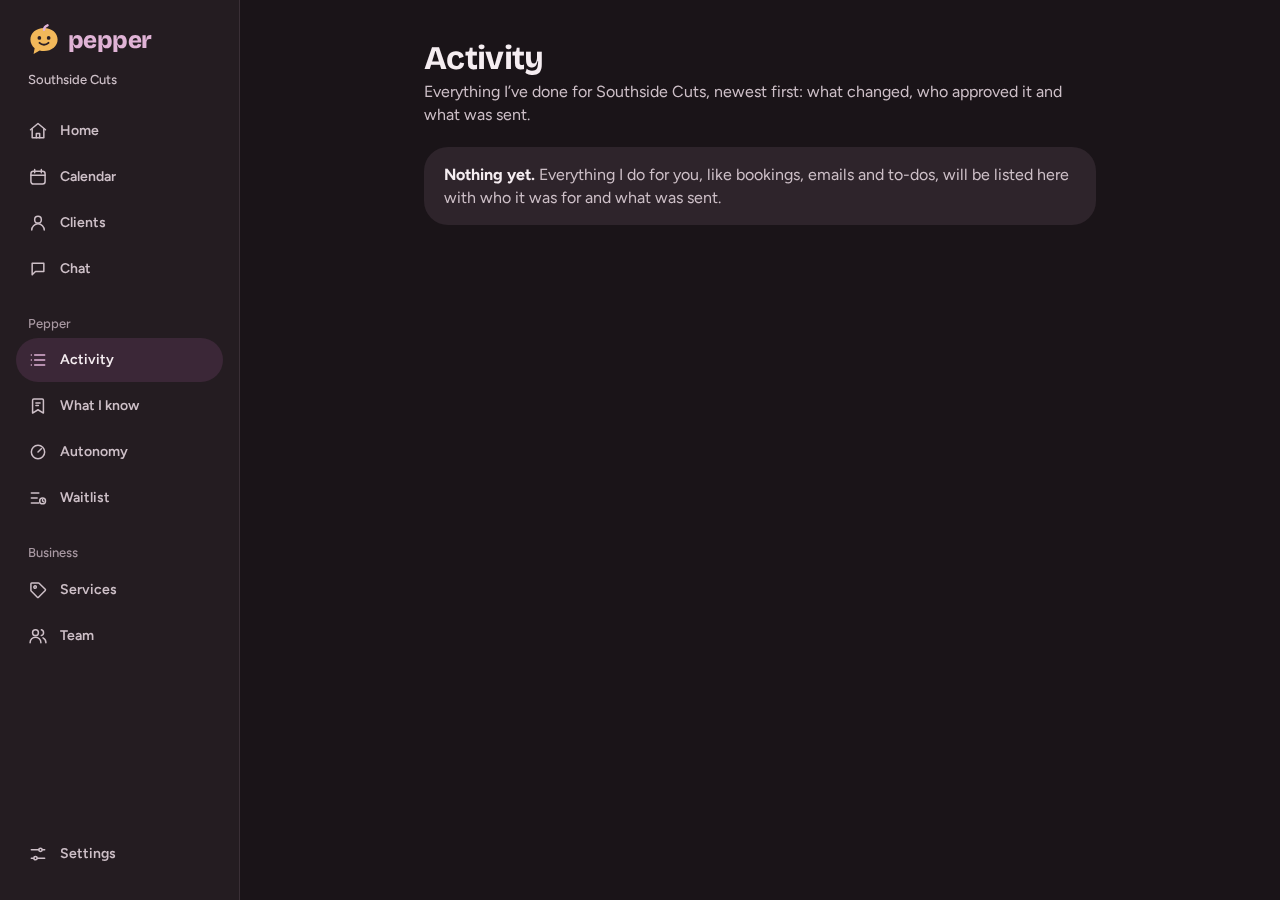 pepper
Southside Cuts
Home
Calendar
Clients
Chat
Pepper
Activity
What I know
Autonomy
Waitlist
Business
Services
Team
Settings
Activity
Everything I’ve done for Southside Cuts, newest first: what changed, who approved it and
what was sent.
Nothing yet. Everything I do for you, like bookings, emails and to-dos, will be listed here
with who it was for and what was sent.